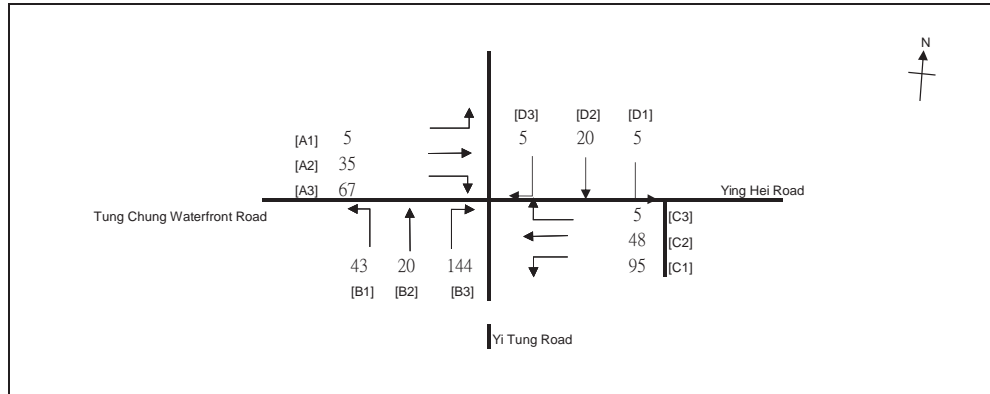 N
[D3] [D2] [D1]
[A1] 5 5 20 5
[A2] 35
[A3] 67 Ying Hei Road
Tung Chung Waterfront Road 5 [C3]
48 [C2]
43 20 144 95 [C1]
[B1] [B2] [B3]
Yi Tung Road